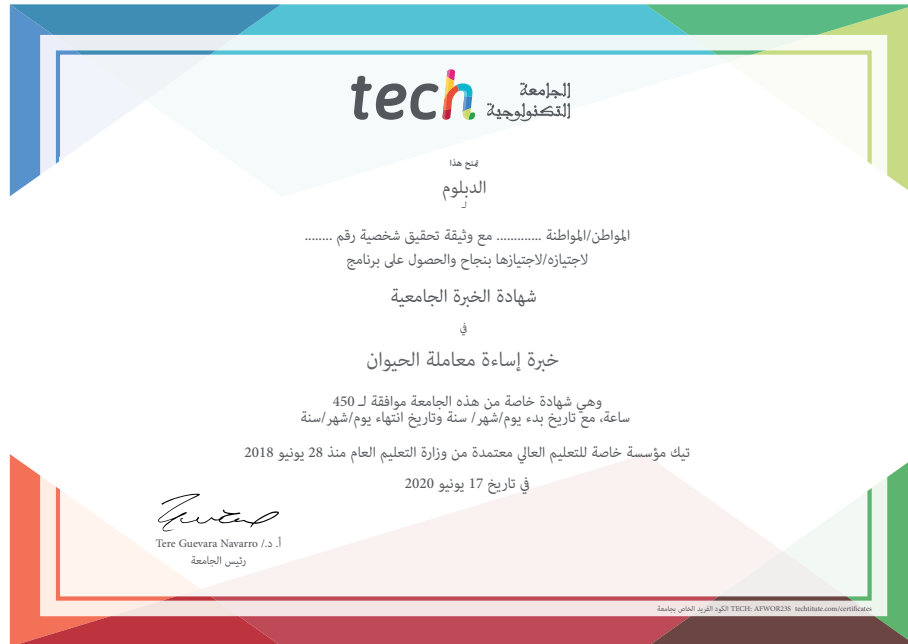 tech الجامعة
التكنولوجية
يمنح هذا
الدبلوم
لـ
المواطن/المواطنة ............. مع وثيقة تحقيق شخصية رقم ........
لاجتيازه/لاجتيازها بنجاح والحصول على برنامج
شهادة الخبرة الجامعية
في
خبرة إساءة معاملة الحيوان
وهي شهادة خاصة من هذه الجامعة موافقة لـ 450
ساعة، مع تاريخ بدء يوم/شهر/ سنة وتاريخ انتهاء يوم/شهر/سنة
تيك مؤسسة خاصة للتعليم العالي معتمدة من وزارة التعليم العام منذ 28 يونيو 2018
في تاريخ 17 يونيو 2020
أ. د./ Tere Guevara Navarro
رئيس الجامعة
الكود الفريد الخاص بجامعة TECH: AFWOR23S techtitute.com/certificates